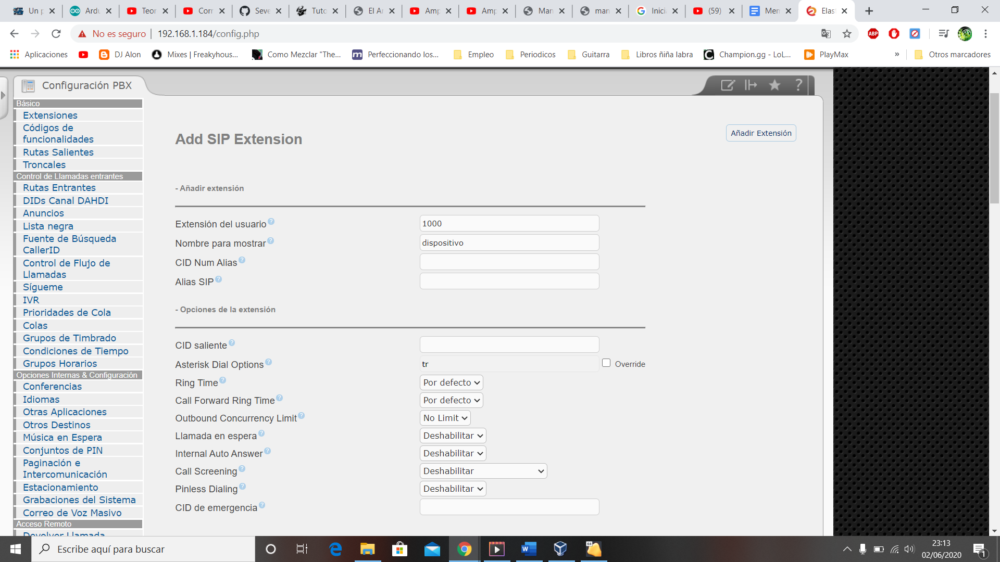 Un p
Ardu
Teor
Corr
Seve
Tuto
El Ar
Amp
Amp
Man
man
Inici
(59)
Mem
Elast
No es seguro
192.168.1.184/config.php
ABP
Aplicaciones
DJ Alon
Mixes | Freakyhous...
Como Mezclar "The...
Perfeccionando los...
Empleo
Periodicos
Guitarra
Libros ñiña labra
Champion.gg - LoL...
PlayMax
»
Otros marcadores
Configuración PBX
Básico
Extensiones
Códigos de
funcionalidades
Rutas Salientes
Troncales
Control de Llamadas entrantes
Rutas Entrantes
DIDs Canal DAHDI
Anuncios
Lista negra
Fuente de Búsqueda
CallerID
Control de Flujo de
Llamadas
Sígueme
IVR
Prioridades de Cola
Colas
Grupos de Timbrado
Condiciones de Tiempo
Grupos Horarios
Opciones Internas & Configuración
Conferencias
Idiomas
Otras Aplicaciones
Otros Destinos
Música en Espera
Conjuntos de PIN
Paginación e
Intercomunicación
Estacionamiento
Grabaciones del Sistema
Correo de Voz Masivo
Acceso Remoto
Devolver Llamada
Add SIP Extension
Añadir Extensión
- Añadir extensión
Extensión del usuario? 1000
Nombre para mostrar? dispositivo
CID Num Alias?
Alias SIP?
- Opciones de la extensión
CID saliente?
Asterisk Dial Options? tr Override
Ring Time? Por defecto
Call Forward Ring Time? Por defecto
Outbound Concurrency Limit? No Limit
Llamada en espera? Deshabilitar
Internal Auto Answer? Deshabilitar
Call Screening? Deshabilitar
Pinless Dialing? Deshabilitar
CID de emergencia?
Escribe aquí para buscar
64
23:13
02/06/2020
1